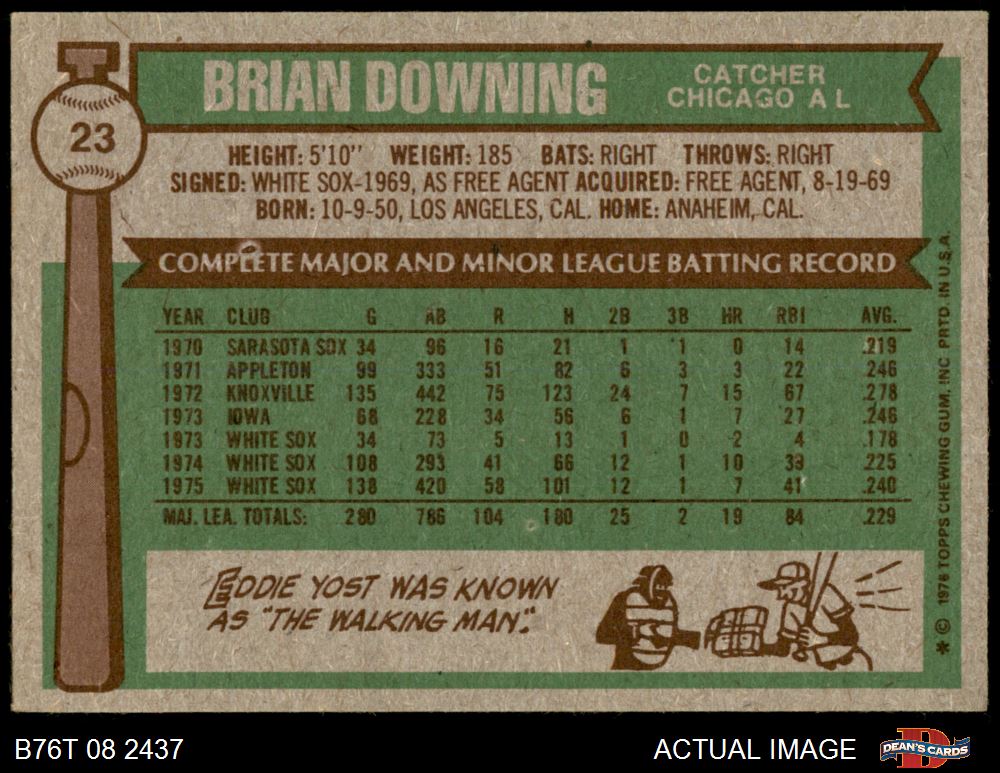 23
BRIAN DOWNING
CATCHER
CHICAGO A L
HEIGHT: 5'10" WEIGHT: 185 BATS: RIGHT THROWS: RIGHT
SIGNED: WHITE SOX-1969, AS FREE AGENT ACQUIRED: FREE AGENT, 8-19-69
BORN: 10-9-50, LOS ANGELES, CAL. HOME: ANAHEIM, CAL.
COMPLETE MAJOR AND MINOR LEAGUE BATTING RECORD
YEAR CLUB G AB R H 2B 3B HR RBI AVG.
1970 SARASOTA SOX 34 96 16 21 1 1 0 14 .219
1971 APPLETON 99 333 51 82 6 3 3 22 .246
1972 KNOXVILLE 135 442 75 123 24 7 15 67 .278
1973 IOWA 68 228 34 56 6 1 7 27 .246
1973 WHITE SOX 34 73 5 13 1 0 2 4 .178
1974 WHITE SOX 108 293 41 66 12 1 10 39 .225
1975 WHITE SOX 138 420 58 101 12 1 7 41 .240
MAJ. LEA. TOTALS: 280 786 104 180 25 2 19 84 .229
EDDIE YOST WAS KNOWN
AS "THE WALKING MAN".
* © 1976 TOPPS CHEWING GUM, INC. PRTD. IN U.S.A.
B76T 08 2437
ACTUAL IMAGE
D
DEAN'S CARDS